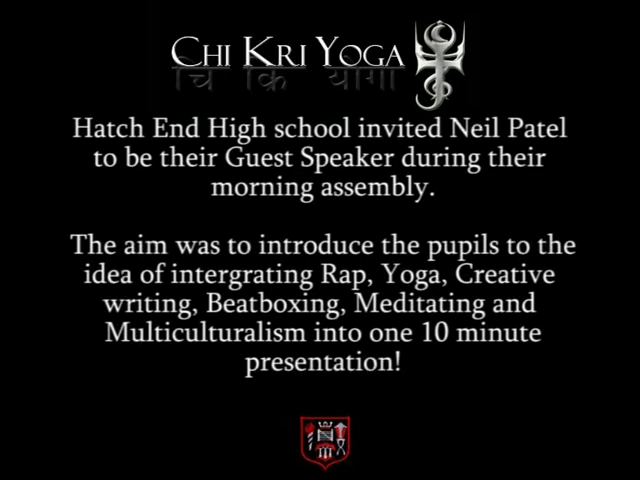 CHI KRI YOGA
चि क्रि योगा
Hatch End High school invited Neil Patel
to be their Guest Speaker during their
morning assembly.
The aim was to introduce the pupils to the
idea of intergrating Rap, Yoga, Creative
writing, Beatboxing, Meditating and
Multiculturalism into one 10 minute
presentation!